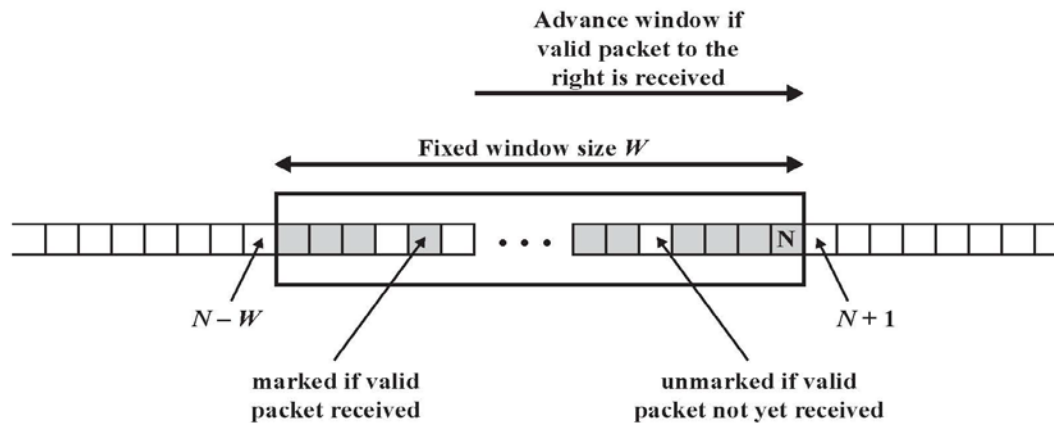 Advance window if
valid packet to the
right is received
Fixed window size W
• • •
N
N – W
N + 1
marked if valid
packet received
unmarked if valid
packet not yet received